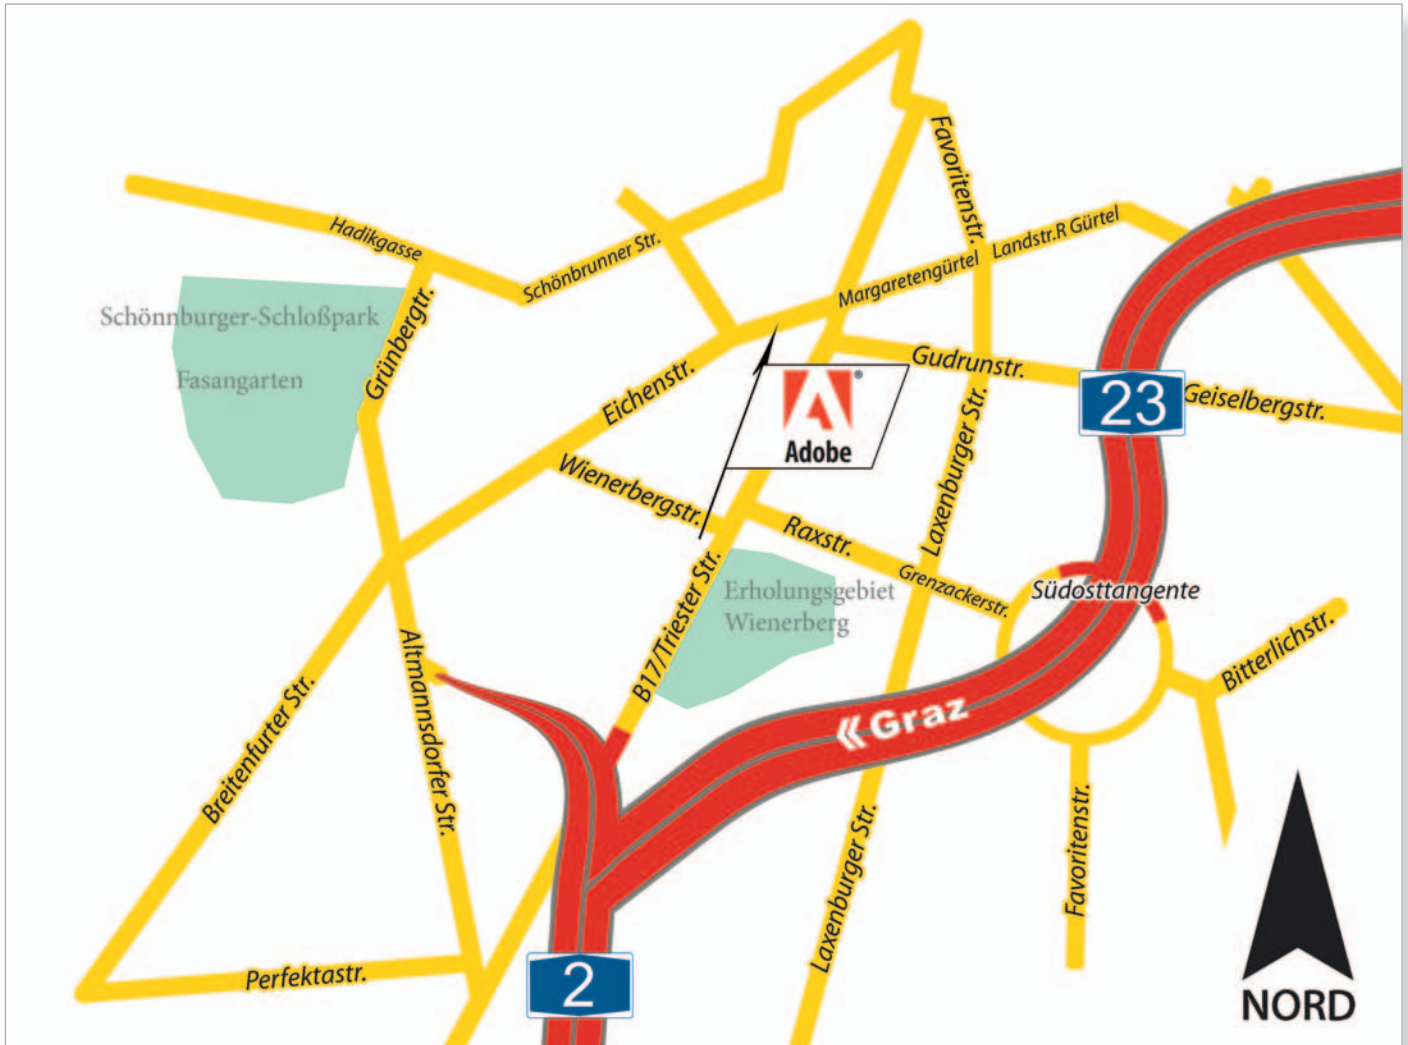 Favoritenstr.
Hadikgasse
Schönbrunner Str.
Landstr.R Gürtel
Margaretengürtel
Schönnburger-Schloßpark
Grünbergtr.
Fasangarten
Eichenstr.
Gudrunstr.
®
Adobe
23
Geiselbergstr.
Laxenburger Str.
Wienerbergstr.
Raxstr.
Grenzackerstr.
Südosttangente
Erholungsgebiet
Wienerberg
B17/Triester Str.
Bitterlichstr.
Altmannsdorfer Str.
Breitenfurter Str.
«Graz
Laxenburger Str.
Favoritenstr.
Perfektastr.
2
NORD